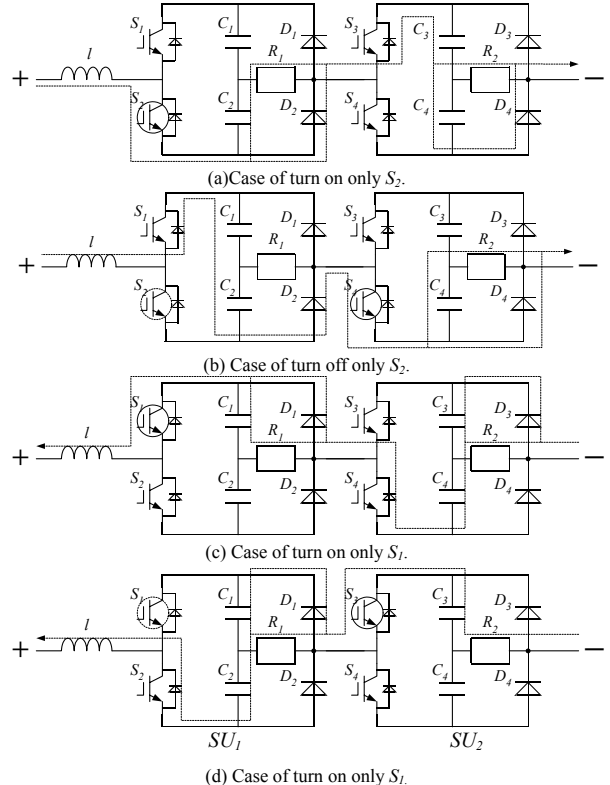 S1 C1 D1 S3 C3 D3
l R1 R2
+ −
S2 C2 D2 S4 C4 D4
(a)Case of turn on only S2.
S1 C1 D1 S3 C3 D3
l R1 R2
+ −
S2 C2 D2 S4 C4 D4
(b) Case of turn off only S2.
S1 C1 D1 S3 C3 D3
l R1 R2
+ −
S2 C2 D2 S4 C4 D4
(c) Case of turn on only S1.
S1 C1 D1 S3 C3 D3
l R1 R2
+ −
S2 C2 D2 S4 C4 D4
SU1 SU2
(d) Case of turn on only S1.